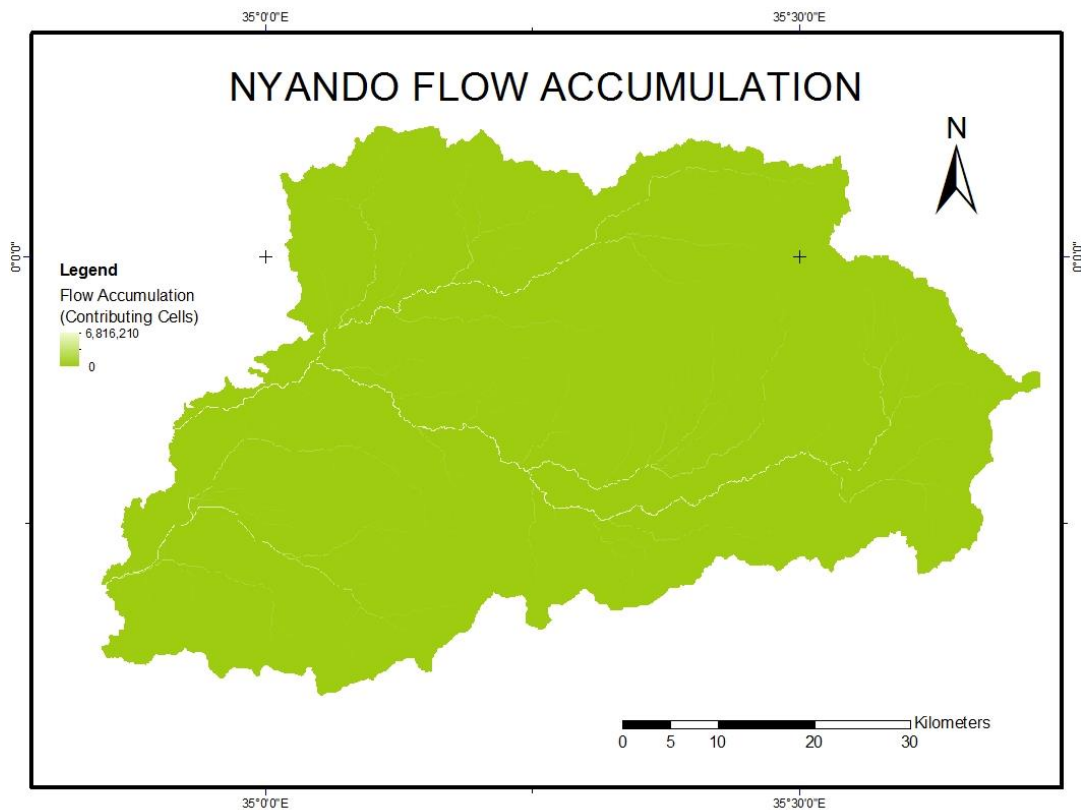 35°0'0"E
35°30'0"E
NYANDO FLOW ACCUMULATION
N
0°0'0"
0°0'0"
Legend
Flow Accumulation
(Contributing Cells)
6,816,210
0
Kilometers
0 5 10 20 30
35°0'0"E
35°30'0"E